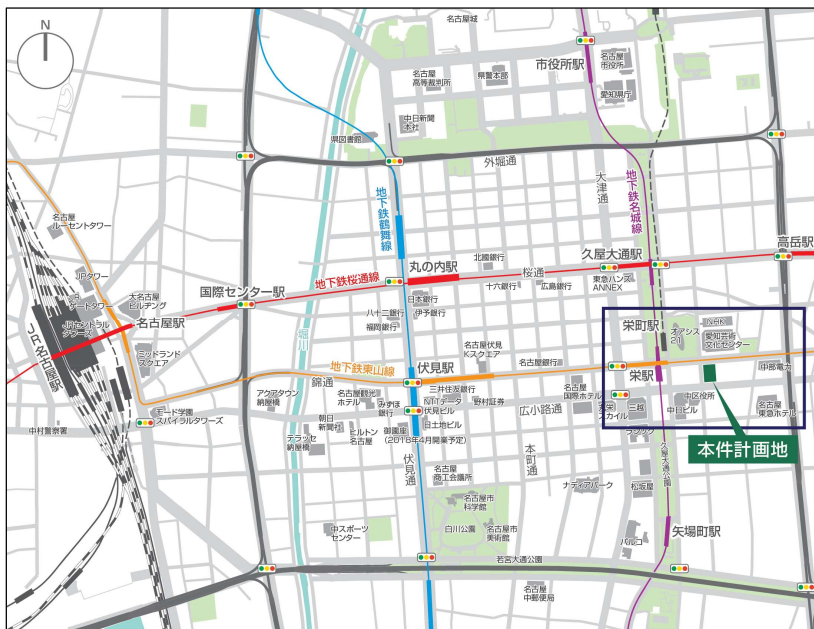 N
名古屋城
市役所駅
名古屋
市役所
名古屋
高等裁判所
県警本部
愛知県庁
中日新聞
本社
県図書館
外堀通
大津通
地下鉄名城線
地下鉄鶴舞線
名古屋
ルーセントタワー
高岳駅
久屋大通駅
丸の内駅
北國銀行
桜通
東急ハンズ
ANNEX
JPタワー
JR
ゲートタワー
大名古屋
ビルヂング
国際センター駅
地下鉄桜通線
十六銀行
広島銀行
日本銀行
八十二銀行
伊予銀行
福岡銀行
JRセントラル
タワーズ
名古屋駅
JR名古屋駅
ミッドランド
スクエア
堀川
栄町駅
オアシス
21
NHK
愛知芸術
文化センター
地下鉄東山線
伏見駅
名古屋伏見
Kスクエア
名古屋銀行
栄駅
中部電力
錦通
アクアタウン
納屋橋
名古屋観光
ホテル
みずほ
銀行
三井住友銀行
NTTデータ
伏見ビル
野村証券
名古屋
国際ホテル
広小路通
栄
スカイル
三越
中区役所
中日ビル
名古屋
東急ホテル
モード学園
スパイラルタワーズ
中村警察署
朝日
新聞社
テラッセ
納屋橋
ヒルトン
名古屋
御園座
(2018年4月開業予定)
日土地ビル
ラシック
本件計画地
伏見通
本町通
久屋大通公園
名古屋
商工会議所
ナディアパーク
松坂屋
名古屋市
科学館
白川公園
名古屋市
美術館
中スポーツ
センター
パルコ
矢場町駅
若宮大通公園
名古屋
中郵便局